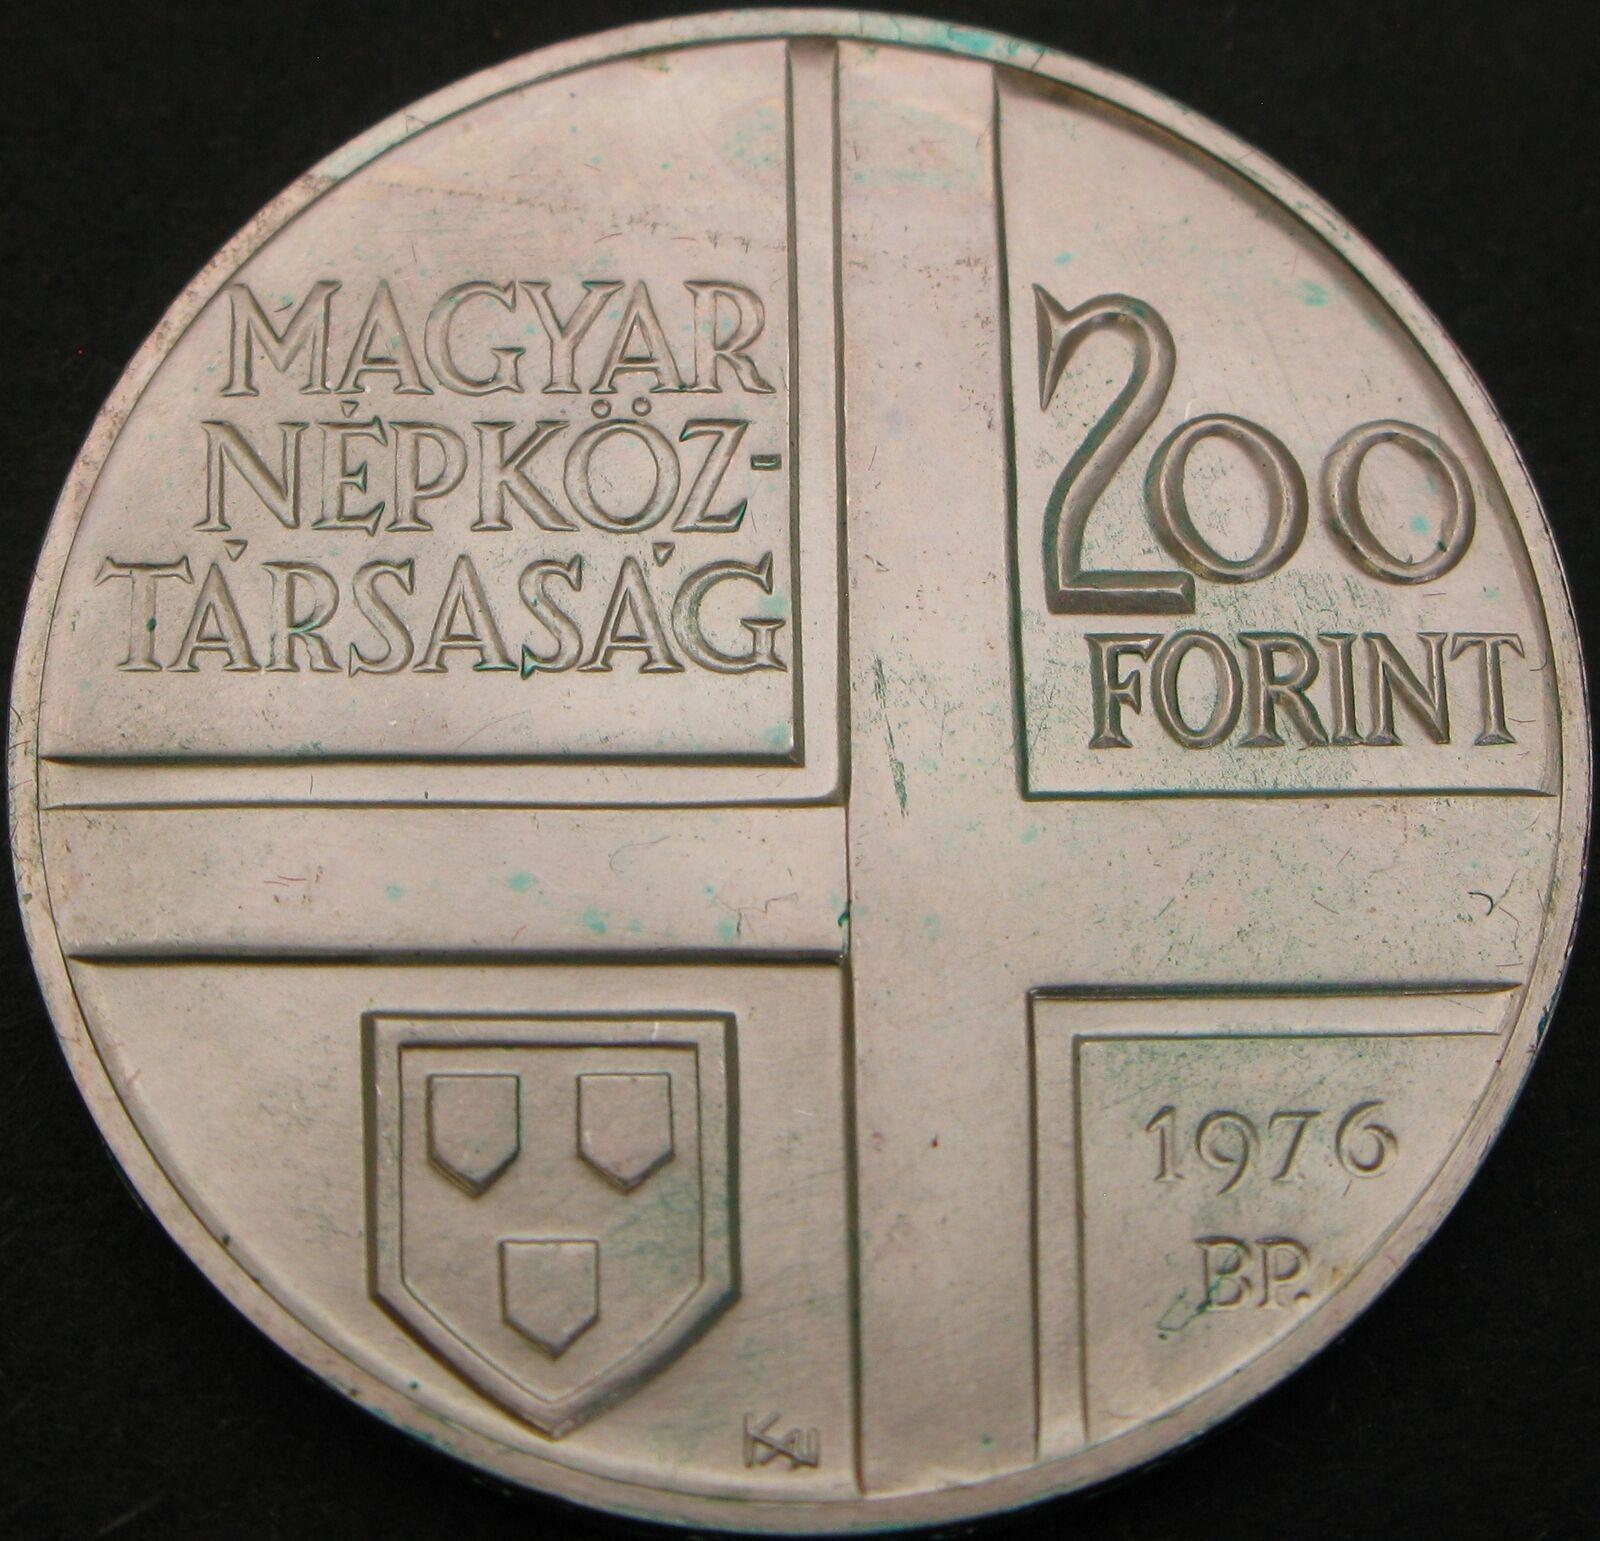 MAGYAR
NÉPKÖZ-
TÁRSASÁG
200
FORINT
1976
BP.